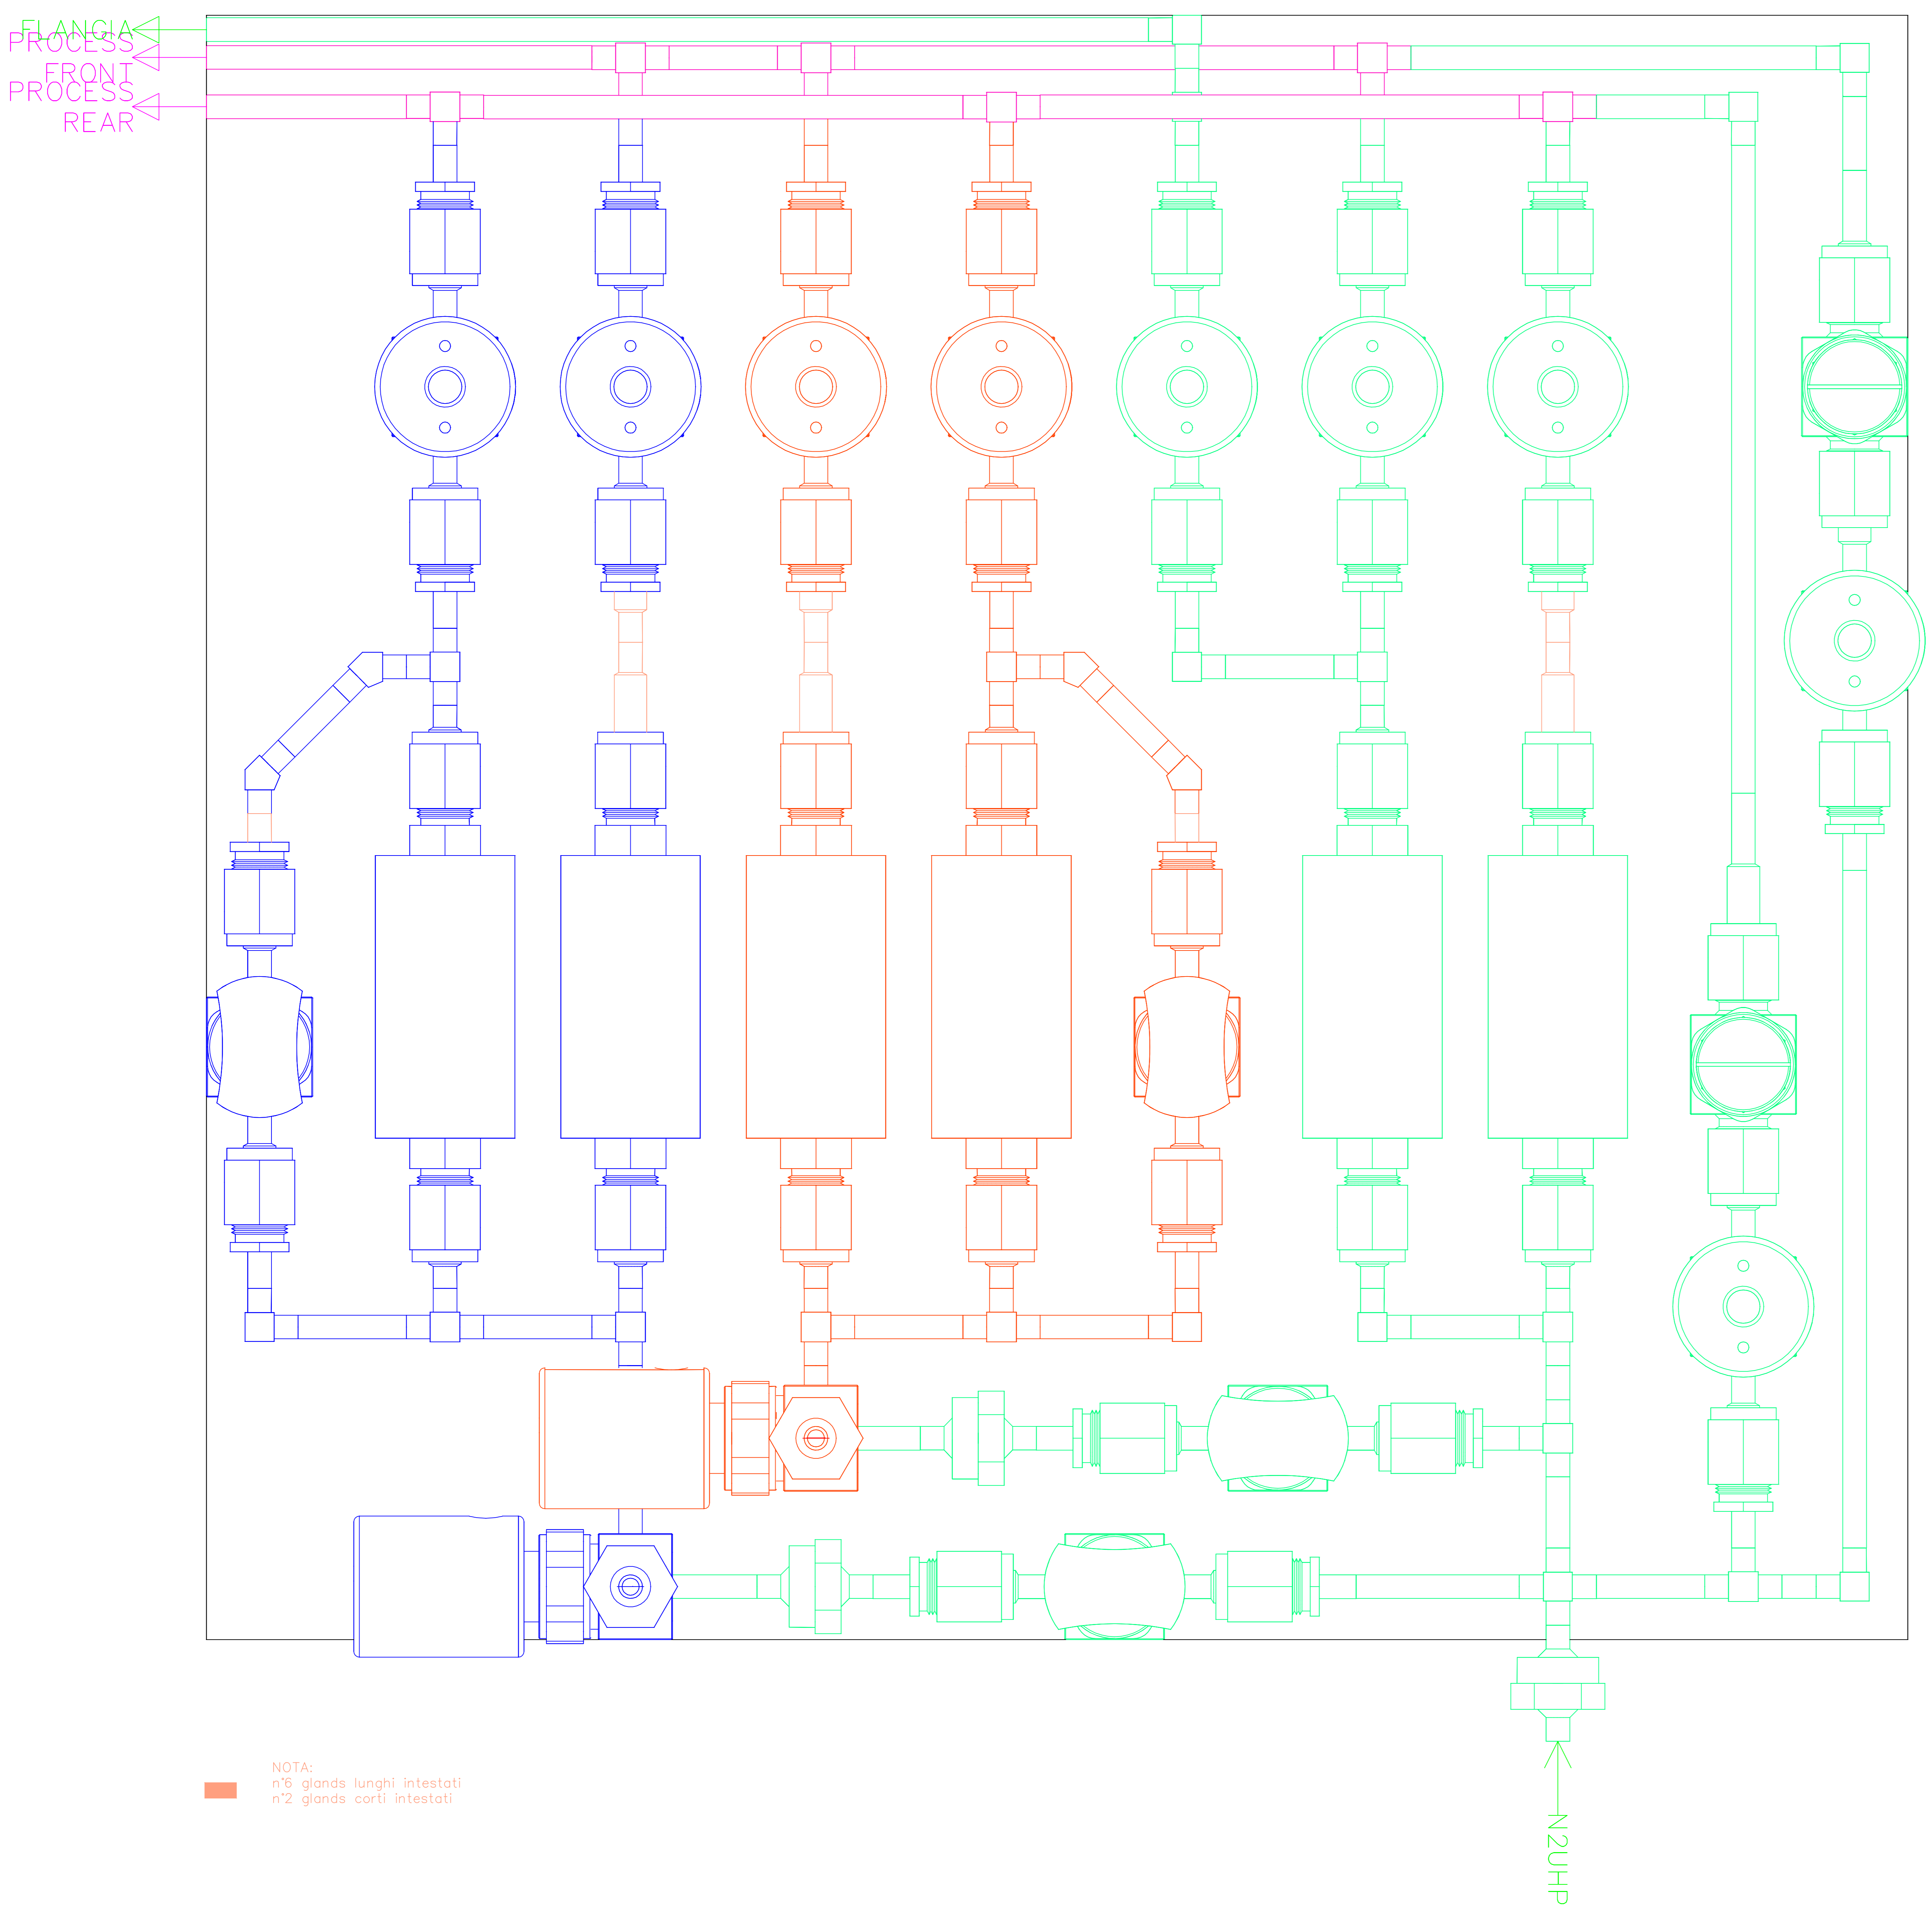 FLANGIA
PROCESS
FRONT
PROCESS
REAR
NOTA:
n°6 glands lunghi intestati
n°2 glands corti intestati
N2UHP